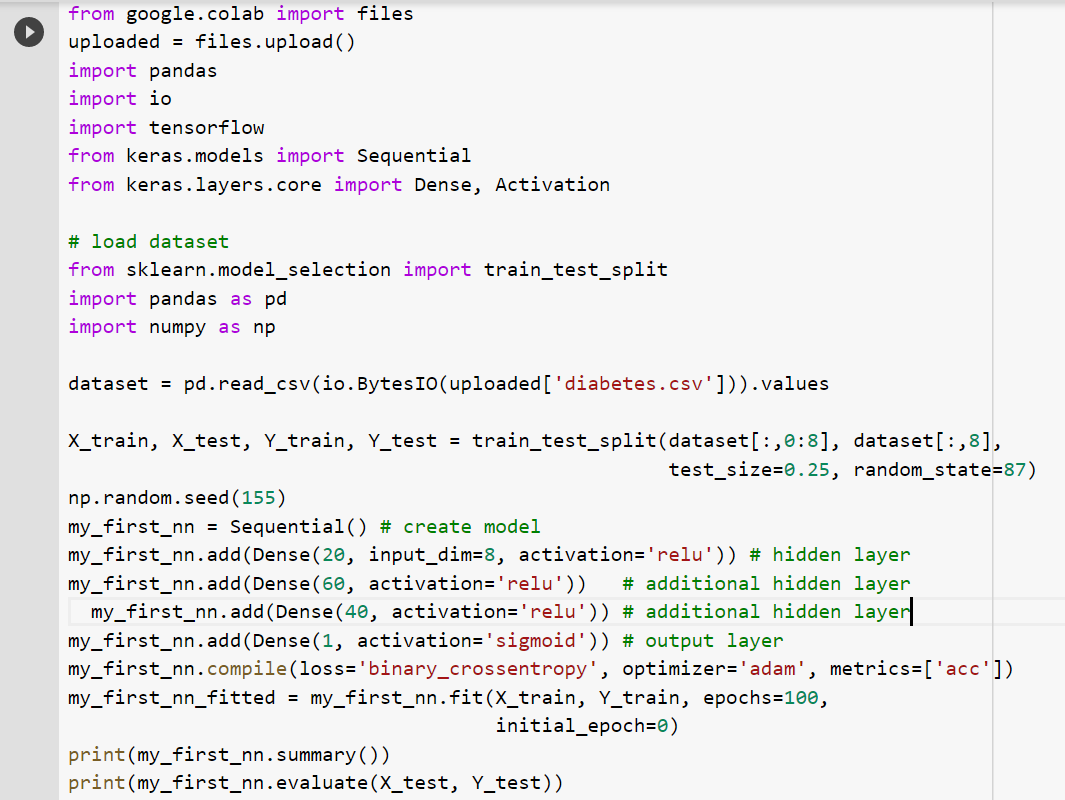 from google.colab import files
uploaded = files.upload()
import pandas
import io
import tensorflow
from keras.models import Sequential
from keras.layers.core import Dense, Activation

# load dataset
from sklearn.model_selection import train_test_split
import pandas as pd
import numpy as np

dataset = pd.read_csv(io.BytesIO(uploaded['diabetes.csv'])).values

X_train, X_test, Y_train, Y_test = train_test_split(dataset[:,0:8], dataset[:,8],
                                                    test_size=0.25, random_state=87)
np.random.seed(155)
my_first_nn = Sequential() # create model
my_first_nn.add(Dense(20, input_dim=8, activation='relu')) # hidden layer
my_first_nn.add(Dense(60, activation='relu'))   # additional hidden layer
  my_first_nn.add(Dense(40, activation='relu')) # additional hidden layer
my_first_nn.add(Dense(1, activation='sigmoid')) # output layer
my_first_nn.compile(loss='binary_crossentropy', optimizer='adam', metrics=['acc'])
my_first_nn_fitted = my_first_nn.fit(X_train, Y_train, epochs=100,
                                     initial_epoch=0)
print(my_first_nn.summary())
print(my_first_nn.evaluate(X_test, Y_test))